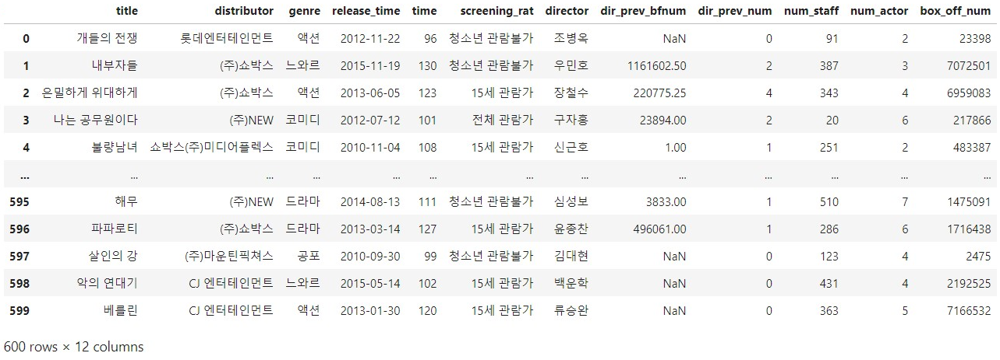 title distributor genre release_time time screening_rat director dir_prev_bfnum dir_prev_num num_staff num_actor box_off_num
0 개들의 전쟁 롯데엔터테인먼트 액션 2012-11-22 96 청소년 관람불가 조병옥 NaN 0 91 2 23398
1 내부자들 (주)쇼박스 느와르 2015-11-19 130 청소년 관람불가 우민호 1161602.50 2 387 3 7072501
2 은밀하게 위대하게 (주)쇼박스 액션 2013-06-05 123 15세 관람가 장철수 220775.25 4 343 4 6959083
3 나는 공무원이다 (주)NEW 코미디 2012-07-12 101 전체 관람가 구자홍 23894.00 2 20 6 217866
4 불량남녀 쇼박스(주)미디어플렉스 코미디 2010-11-04 108 15세 관람가 신근호 1.00 1 251 2 483387
... ... ... ... ... ... ... ... ... ... ... ... ...
595 해무 (주)NEW 드라마 2014-08-13 111 청소년 관람불가 심성보 3833.00 1 510 7 1475091
596 파파로티 (주)쇼박스 드라마 2013-03-14 127 15세 관람가 윤종찬 496061.00 1 286 6 1716438
597 살인의 강 (주)마운틴픽쳐스 공포 2010-09-30 99 청소년 관람불가 김대현 NaN 0 123 4 2475
598 악의 연대기 CJ 엔터테인먼트 느와르 2015-05-14 102 15세 관람가 백운학 NaN 0 431 4 2192525
599 베를린 CJ 엔터테인먼트 액션 2013-01-30 120 15세 관람가 류승완 NaN 0 363 5 7166532
600 rows × 12 columns